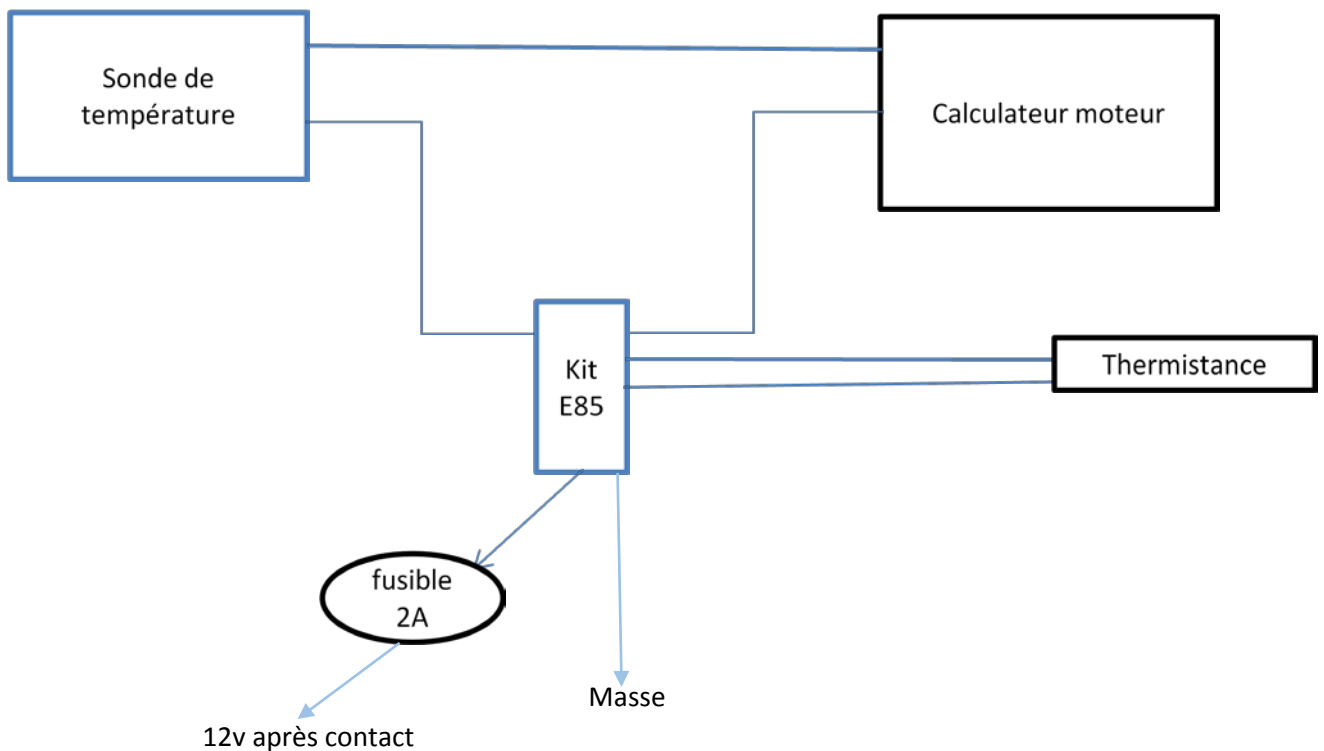 Sonde de
température
Calculateur moteur
Kit
E85
Thermistance
fusible
2A
Masse
12v après contact